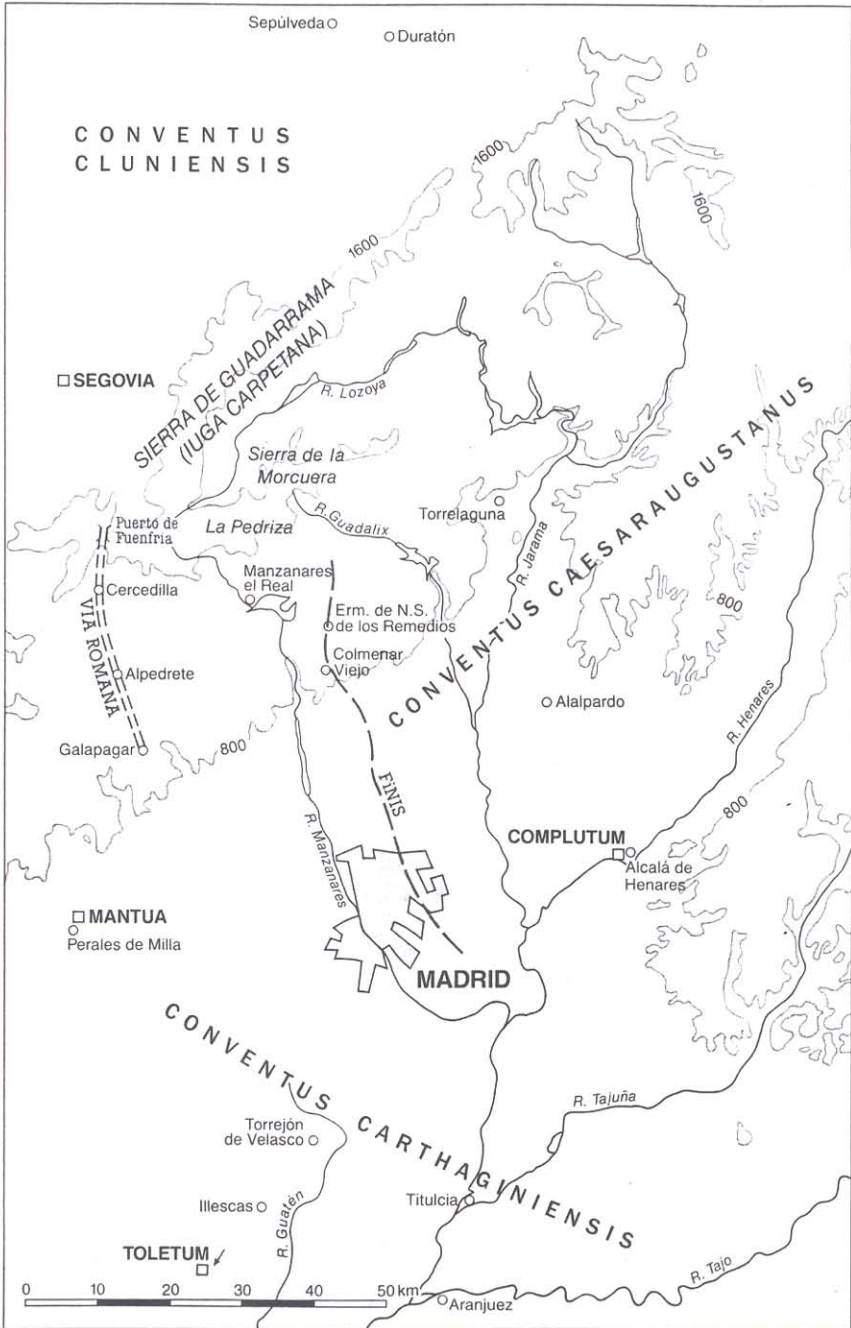 Sepúlveda
Duratón
CONVENTUS
CLUNIENSIS
1600
1600
1600
SIERRA DE GUADARRAMA
(IUGA CARPETANA)
SEGOVIA
R. Lozoya
Sierra de la
Morcuera
Torrelaguna
R. Jarama
CONVENTUS CAESARAUGUSTANUS
Puerto de
Fuenfria
La Pedriza
R. Guadalix
Manzanares
el Real
Cercedilla
Erm. de N.S.
de los Remedios
VIA ROMANA
Alpedrete
Colmenar
Viejo
800
Alalpardo
R. Henares
Galapagar
800
FINIS
800
R. Manzanares
COMPLUTUM
Alcalá de
Henares
MANTUA
Perales de Milla
MADRID
CONVENTUS CARTHAGINIENSIS
R. Tajuña
Torrejón
de Velasco
Illescas
R. Guatén
Titulcia
TOLETUM
R. Tajo
0 10 20 30 40 50 km
Aranjuez